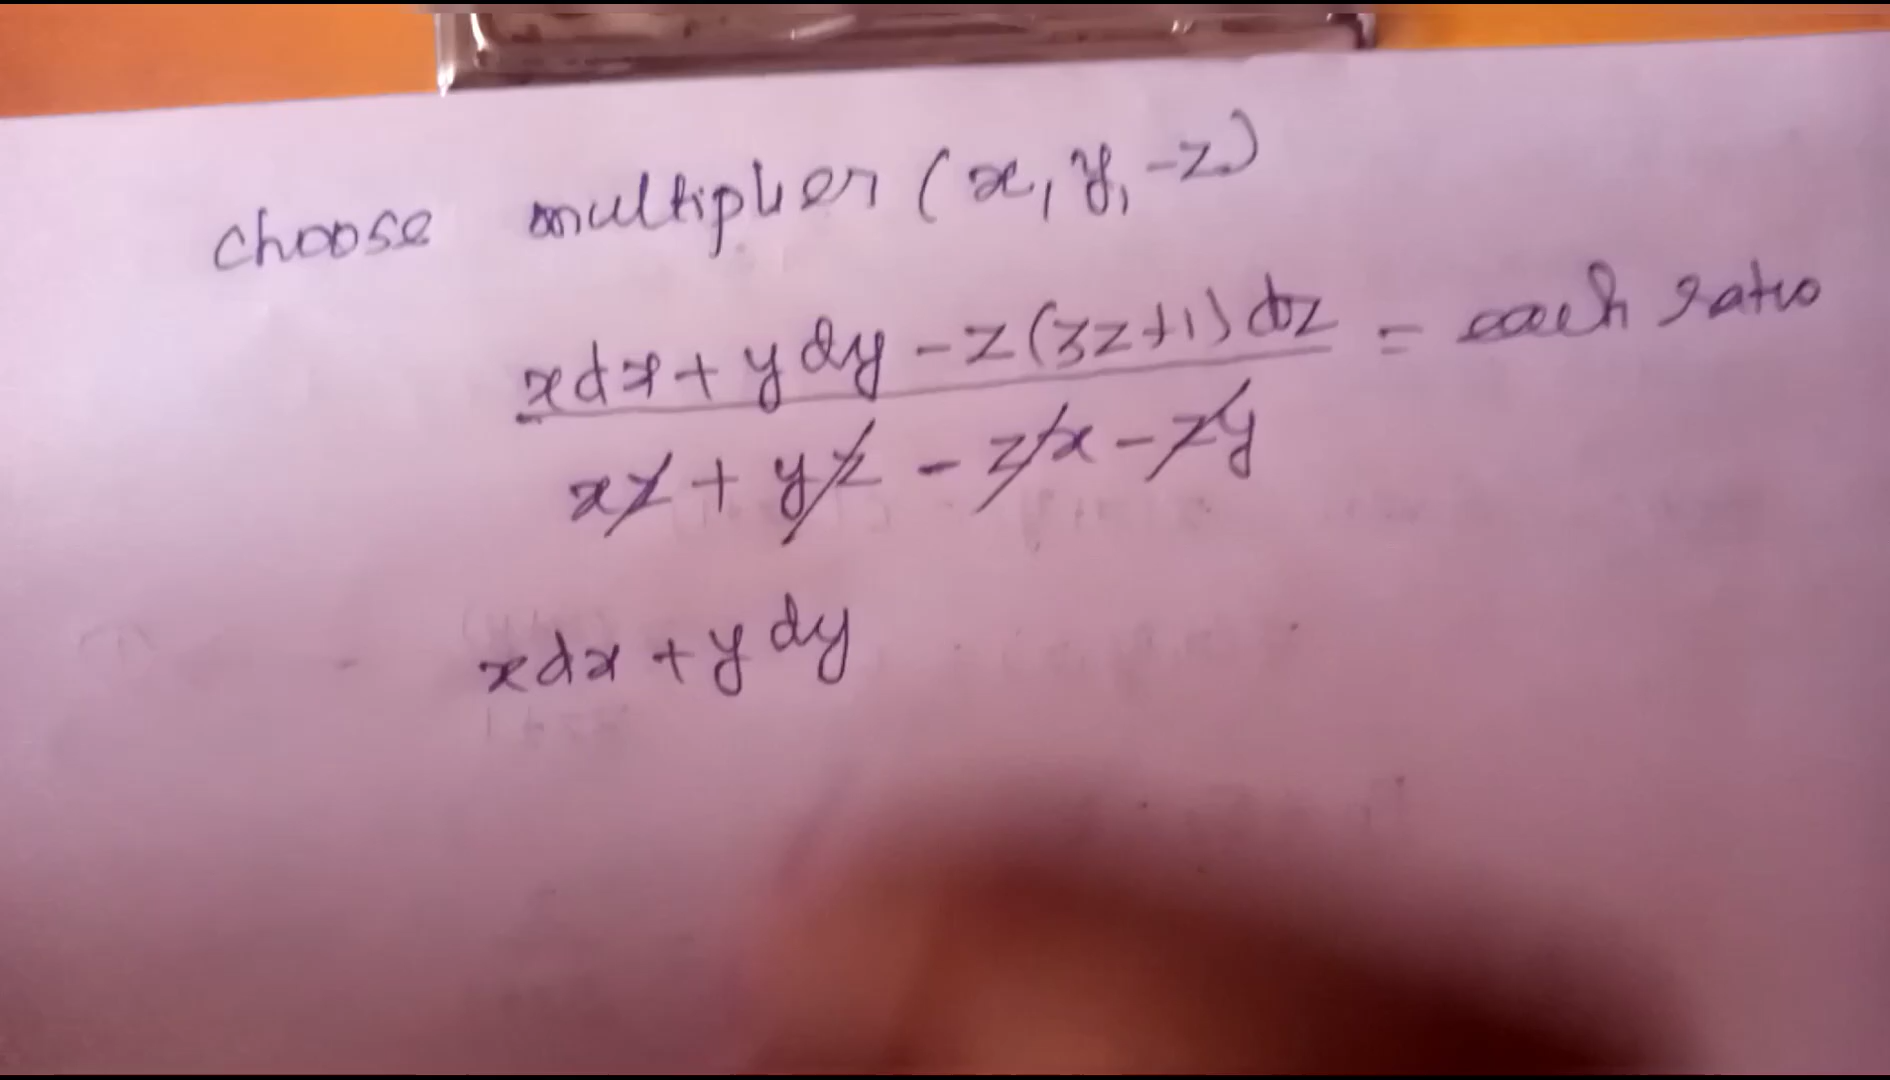 choose multiplier (x, y, -z)
xdx + ydy - z(3z+1)dz = each ratio
xz + yz - zx - zy
xdx + ydy